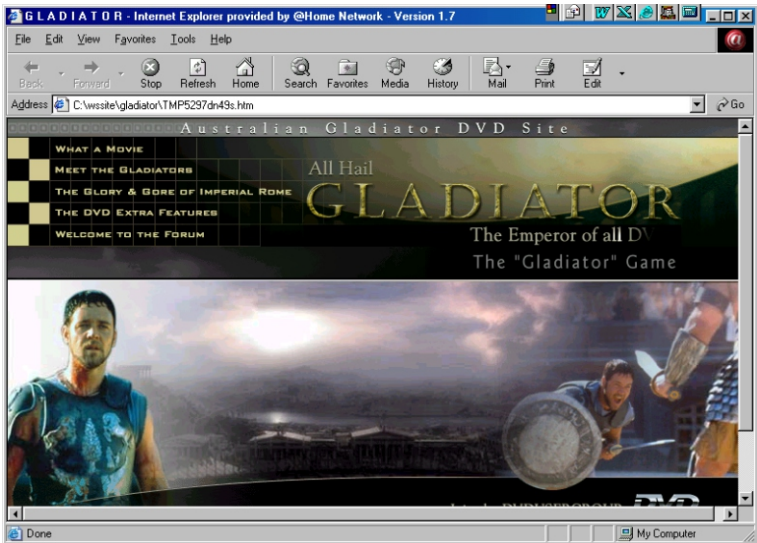 G L A D I A T O R - Internet Explorer provided by @Home Network - Version 1.7
File Edit View Favorites Tools Help
Back Forward Stop Refresh Home Search Favorites Media History Mail Print Edit
Address C:\wssite\gladiator\TMP5297dn49s.htm Go
Australian Gladiator DVD Site
WHAT A MOVIE
MEET THE GLADIATORS
THE GLORY & GORE OF IMPERIAL ROME
THE DVD EXTRA FEATURES
WELCOME TO THE FORUM
All Hail
GLADIATOR
The Emperor of all DV
The "Gladiator" Game
DVD
Done My Computer